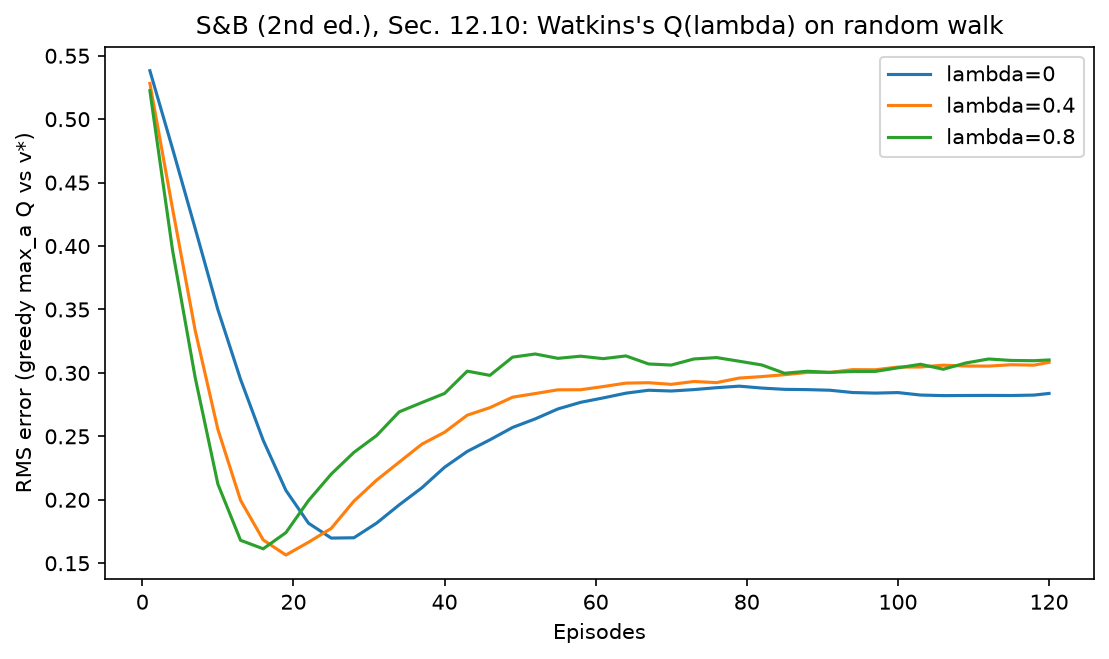 S&B (2nd ed.), Sec. 12.10: Watkins's Q(lambda) on random walk
RMS error (greedy max_a Q vs v*)
0.55
0.50
0.45
0.40
0.35
0.30
0.25
0.20
0.15
lambda=0
lambda=0.4
lambda=0.8
0 20 40 60 80 100 120
Episodes